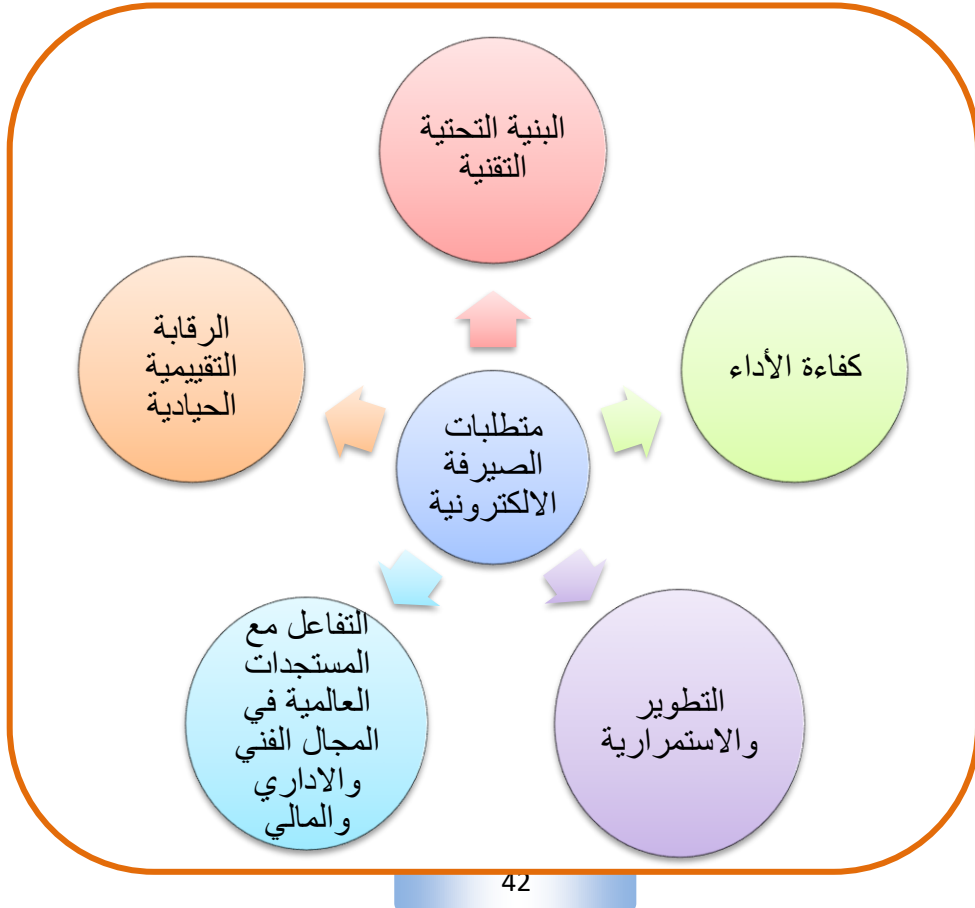 البنية التحتية
التقنية
كفاءة الأداء
التطوير
والاستمرارية
التفاعل مع
المستجدات
العالمية في
المجال الفني
والاداري
والمالي
الرقابة
التقييمية
الحيادية
متطلبات
الصيرفة
الالكترونية
42